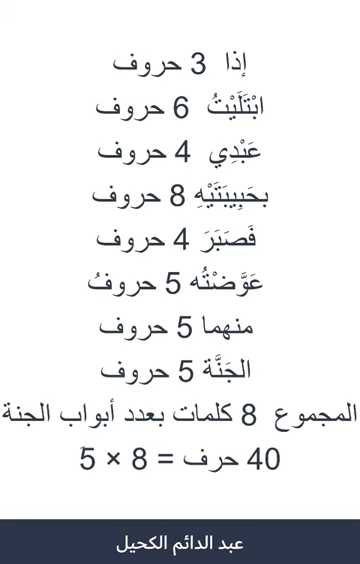 إذا 3 حروف
ابْتَلَيْتُ 6 حروف
عَبْدِي 4 حروف
بحَبِيبَتَيْهِ 8 حروف
فَصَبَرَ 4 حروف
عَوَّضْتُه 5 حروفُ
منهما 5 حروف
الجَنَّة 5 حروف
المجموع 8 كلمات بعدد أبواب الجنة
40 حرف = 8 × 5
عبد الدائم الكحيل